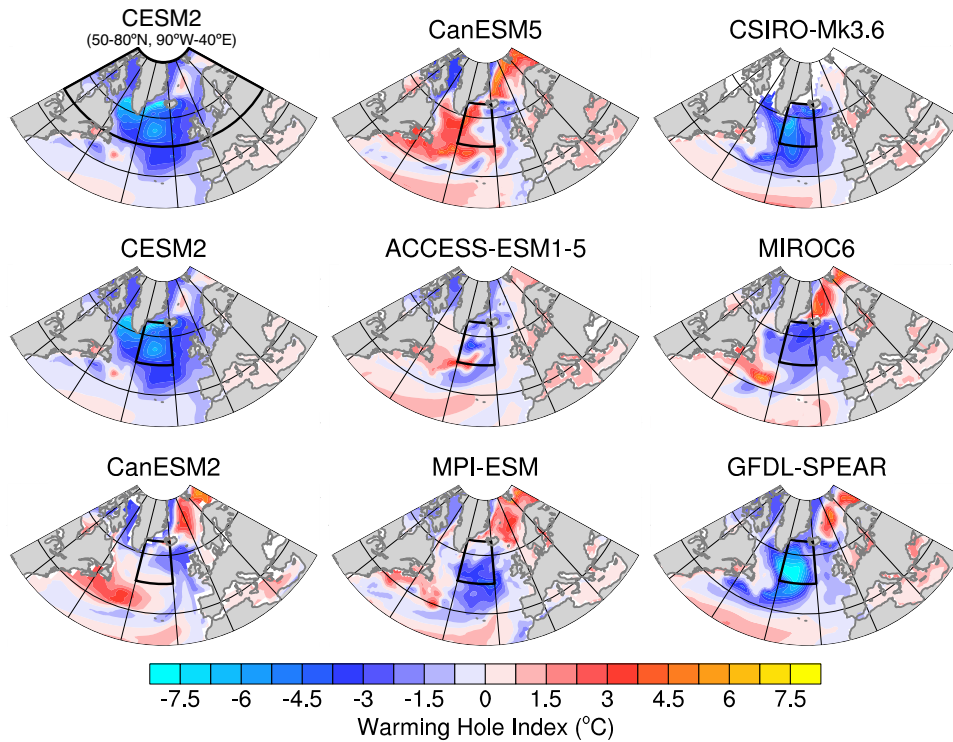 CESM2
(50-80ºN, 90ºW-40ºE)
CanESM5
CSIRO-Mk3.6
CESM2
ACCESS-ESM1-5
MIROC6
CanESM2
MPI-ESM
GFDL-SPEAR
-7.5 -6 -4.5 -3 -1.5 0 1.5 3 4.5 6 7.5
Warming Hole Index (ºC)